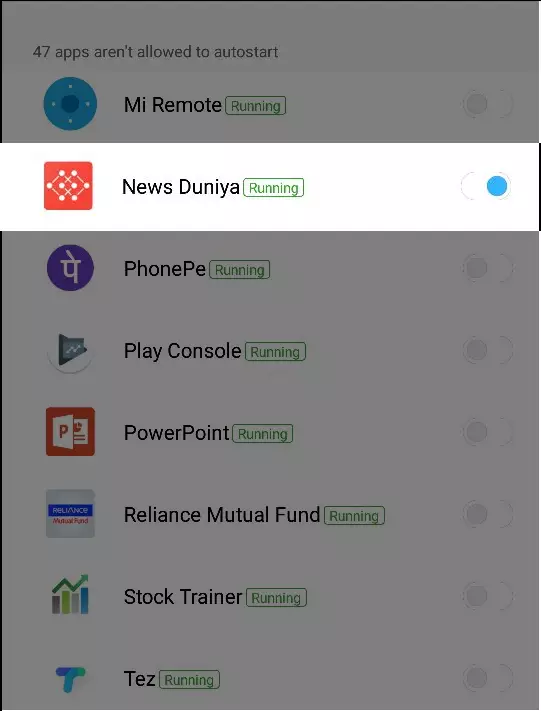 47 apps aren't allowed to autostart
Mi Remote Running
News Duniya Running
पे
PhonePe Running
Play Console Running
P
PowerPoint Running
RELIANCE
Mutual Fund
Reliance Mutual Fund Running
Stock Trainer Running
Tez Running